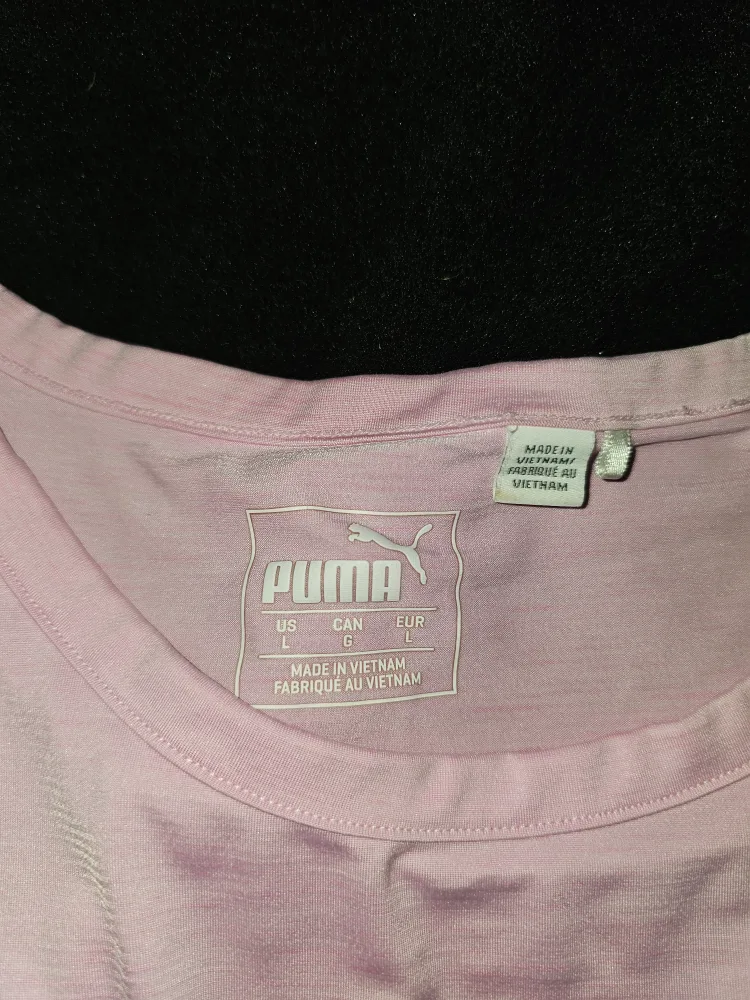 MADE IN
VIETNAM/
FABRIQUÉ AU
VIETNAM
PUMA
US CAN EUR
L G L
MADE IN VIETNAM
FABRIQUÉ AU VIETNAM